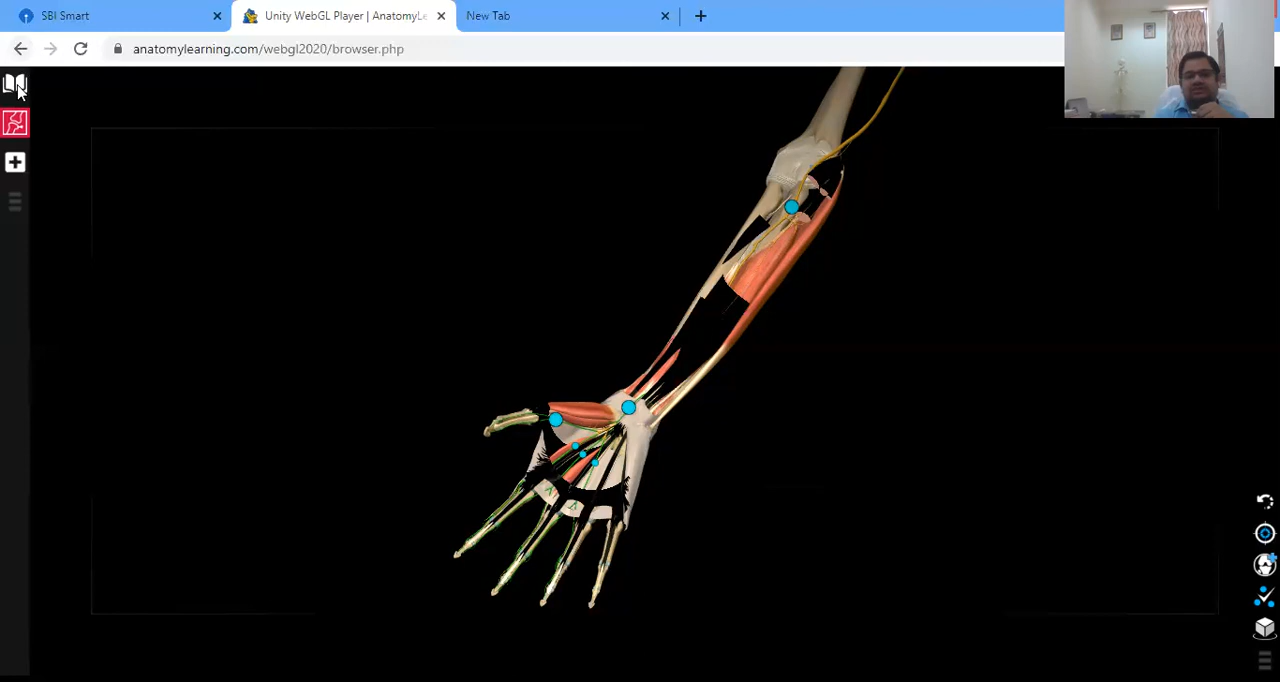 SBI Smart
Unity WebGL Player | AnatomyLe
New Tab
anatomylearning.com/webgl2020/browser.php